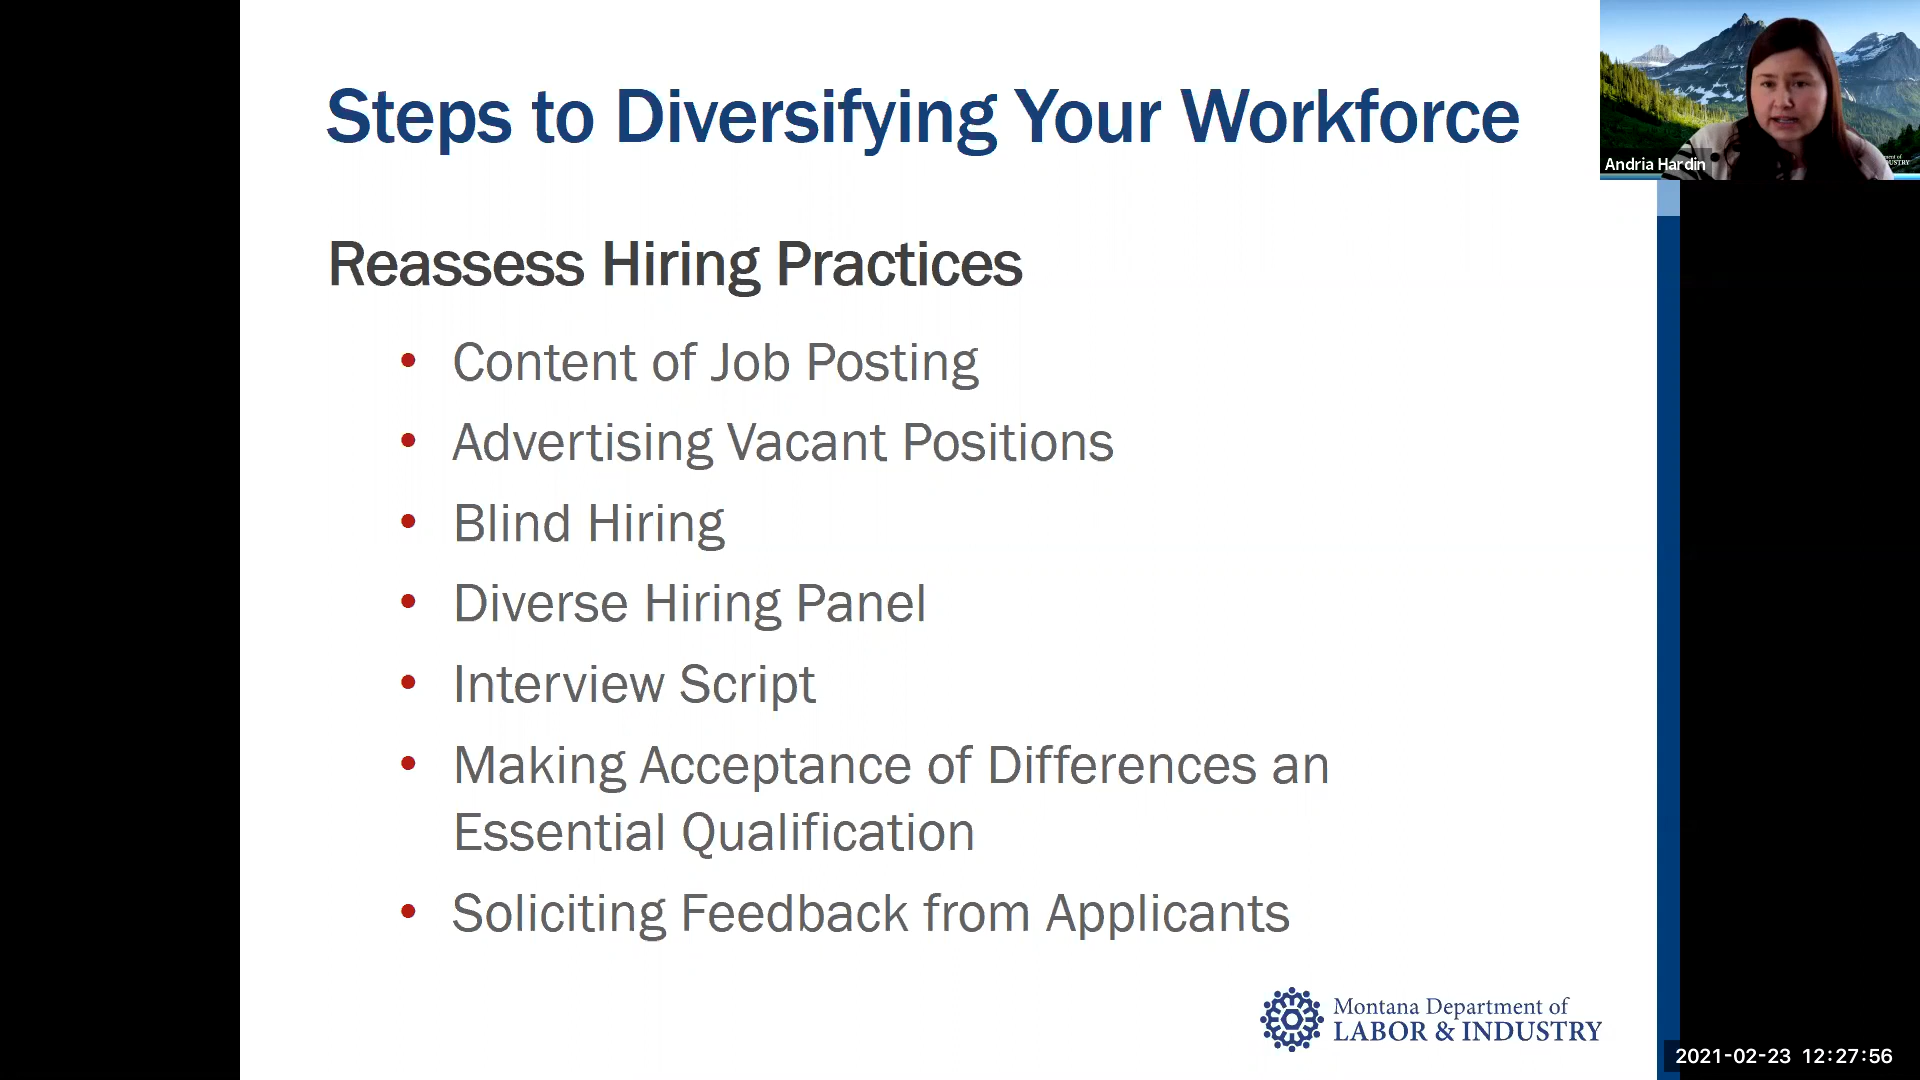 Steps to Diversifying Your Workforce
Andria Hardin
Reassess Hiring Practices
• Content of Job Posting
• Advertising Vacant Positions
• Blind Hiring
• Diverse Hiring Panel
• Interview Script
• Making Acceptance of Differences an
Essential Qualification
• Soliciting Feedback from Applicants
Montana Department of
LABOR & INDUSTRY
2021-02-23 12:27:56